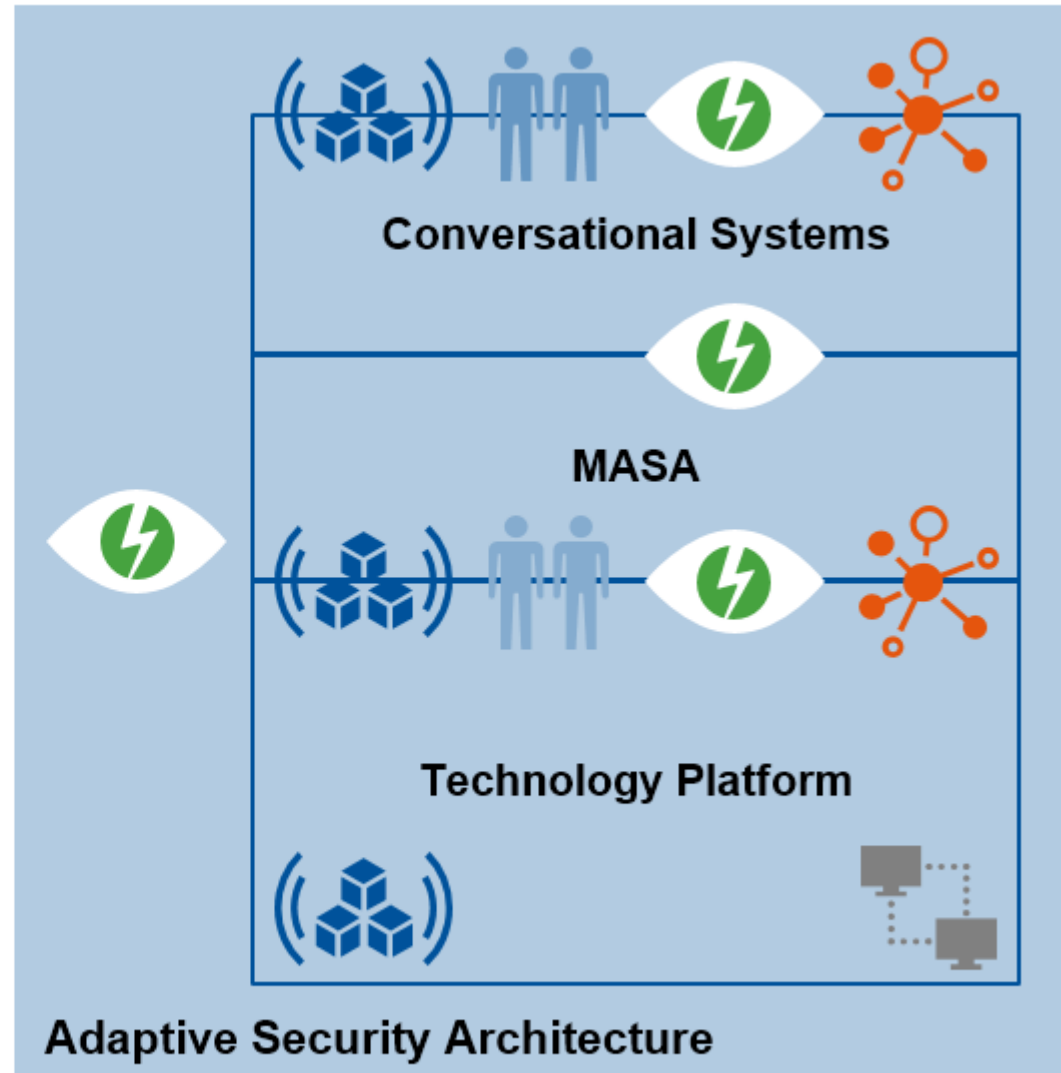 Conversational Systems
MASA
Technology Platform
Adaptive Security Architecture